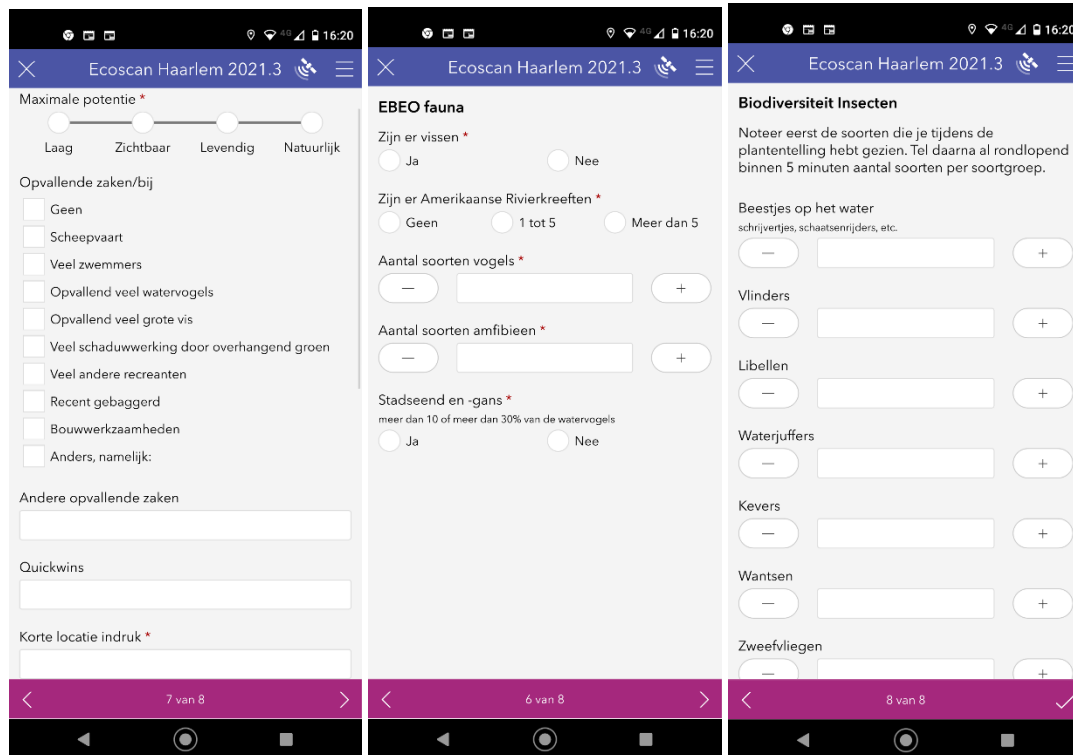 4G 16:20
Ecoscan Haarlem 2021.3
Maximale potentie *
Laag Zichtbaar Levendig Natuurlijk
Opvallende zaken/bij
Geen
Scheepvaart
Veel zwemmers
Opvallend veel watervogels
Opvallend veel grote vis
Veel schaduwwerking door overhangend groen
Veel andere recreanten
Recent gebaggerd
Bouwwerkzaamheden
Anders, namelijk:
Andere opvallende zaken
Quickwins
Korte locatie indruk *
7 van 8
4G 16:20
Ecoscan Haarlem 2021.3
EBEO fauna
Zijn er vissen *
Ja Nee
Zijn er Amerikaanse Rivierkreeften *
Geen 1 tot 5 Meer dan 5
Aantal soorten vogels *
Aantal soorten amfibieen *
Stadseend en -gans *
meer dan 10 of meer dan 30% van de watervogels
Ja Nee
6 van 8
4G 16:20
Ecoscan Haarlem 2021.3
Biodiversiteit Insecten
Noteer eerst de soorten die je tijdens de
plantentelling hebt gezien. Tel daarna al rondlopend
binnen 5 minuten aantal soorten per soortgroep.
Beestjes op het water
schrijvertjes, schaatsenrijders, etc.
Vlinders
Libellen
Waterjuffers
Kevers
Wantsen
Zweefvliegen
8 van 8